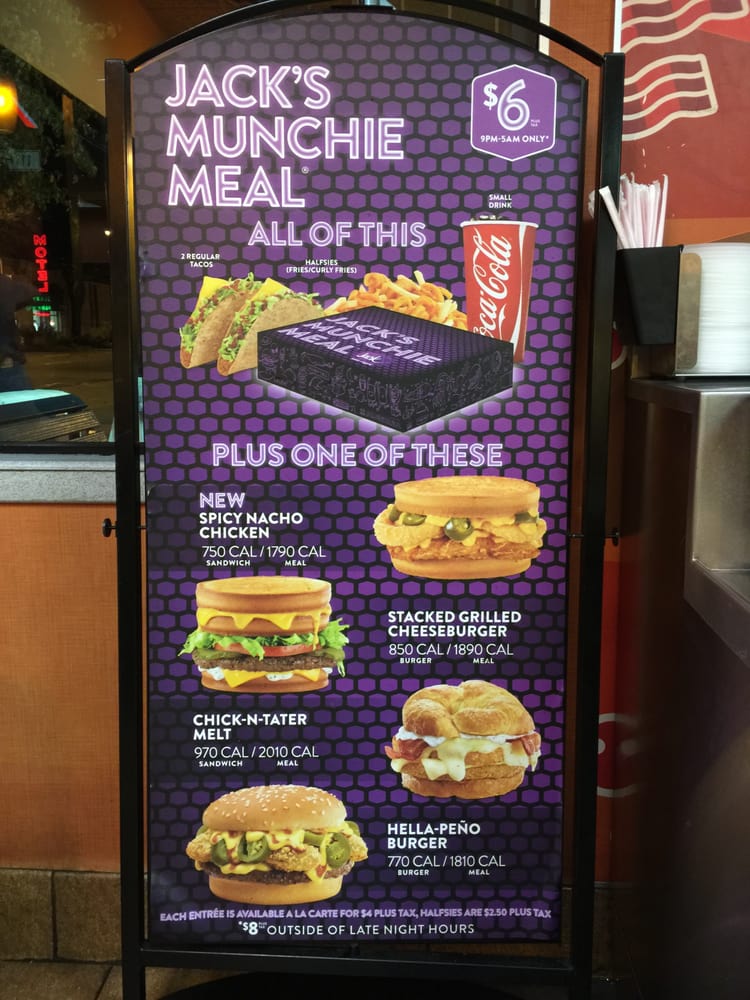 JACK'S
MUNCHIE
MEAL®
$6 PLUS TAX
9PM-5AM ONLY*
ALL OF THIS
SMALL
DRINK
2 REGULAR
TACOS
HALFSIES
(FRIES/CURLY FRIES)
Coca-Cola
JACK'S
MUNCHIE
MEAL
Jack
MOTEL
PLUS ONE OF THESE
NEW
SPICY NACHO
CHICKEN
750 CAL / 1790 CAL
SANDWICH MEAL
STACKED GRILLED
CHEESEBURGER
850 CAL / 1890 CAL
BURGER MEAL
CHICK-N-TATER
MELT
970 CAL / 2010 CAL
SANDWICH MEAL
HELLA-PEÑO
BURGER
770 CAL / 1810 CAL
BURGER MEAL
EACH ENTRÉE IS AVAILABLE A LA CARTE FOR $4 PLUS TAX, HALFSIES ARE $2.50 PLUS TAX
*$8 PLUS TAX OUTSIDE OF LATE NIGHT HOURS